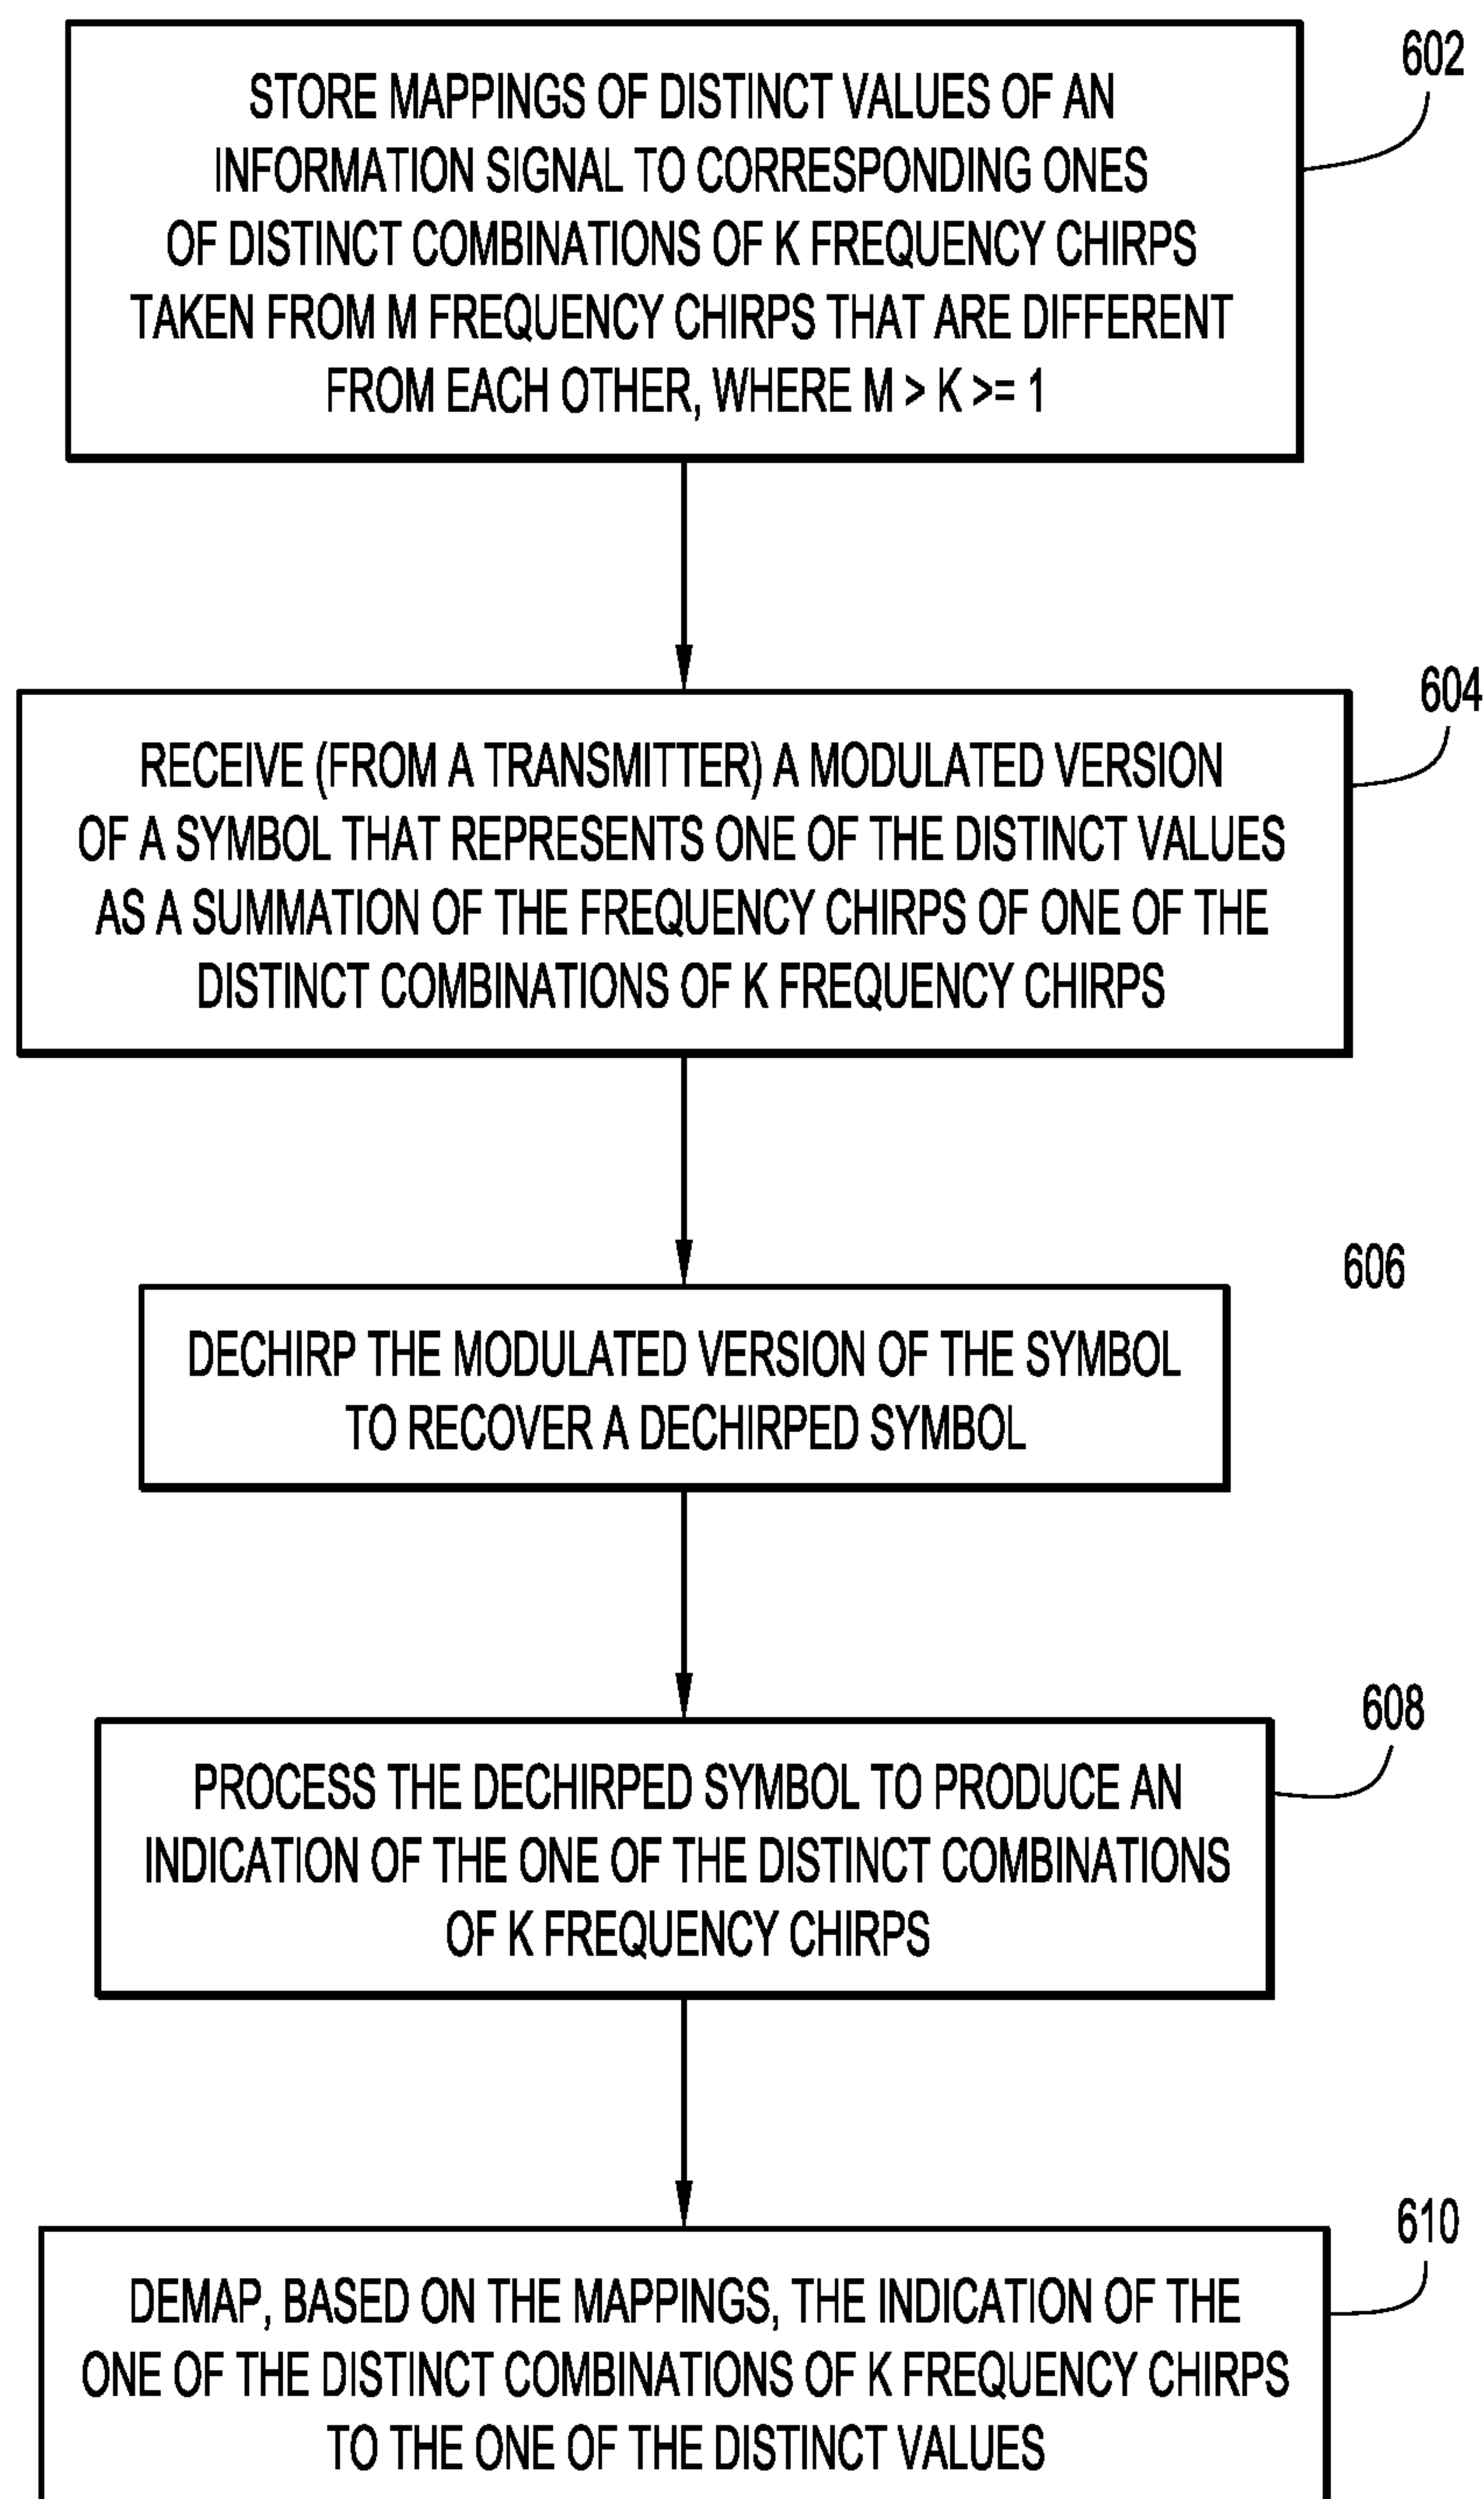 602
STORE MAPPINGS OF DISTINCT VALUES OF AN
INFORMATION SIGNAL TO CORRESPONDING ONES
OF DISTINCT COMBINATIONS OF K FREQUENCY CHIRPS
TAKEN FROM M FREQUENCY CHIRPS THAT ARE DIFFERENT
FROM EACH OTHER, WHERE M > K >= 1
604
RECEIVE (FROM A TRANSMITTER) A MODULATED VERSION
OF A SYMBOL THAT REPRESENTS ONE OF THE DISTINCT VALUES
AS A SUMMATION OF THE FREQUENCY CHIRPS OF ONE OF THE
DISTINCT COMBINATIONS OF K FREQUENCY CHIRPS
606
DECHIRP THE MODULATED VERSION OF THE SYMBOL
TO RECOVER A DECHIRPED SYMBOL
608
PROCESS THE DECHIRPED SYMBOL TO PRODUCE AN
INDICATION OF THE ONE OF THE DISTINCT COMBINATIONS
OF K FREQUENCY CHIRPS
610
DEMAP, BASED ON THE MAPPINGS, THE INDICATION OF THE
ONE OF THE DISTINCT COMBINATIONS OF K FREQUENCY CHIRPS
TO THE ONE OF THE DISTINCT VALUES